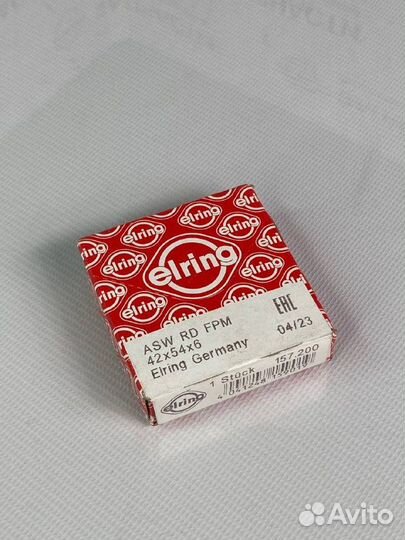 elring
ASW RD FPM
42x54x6
Elring Germany
EAC
04/23
elring
1 Stück
157.200
Avito